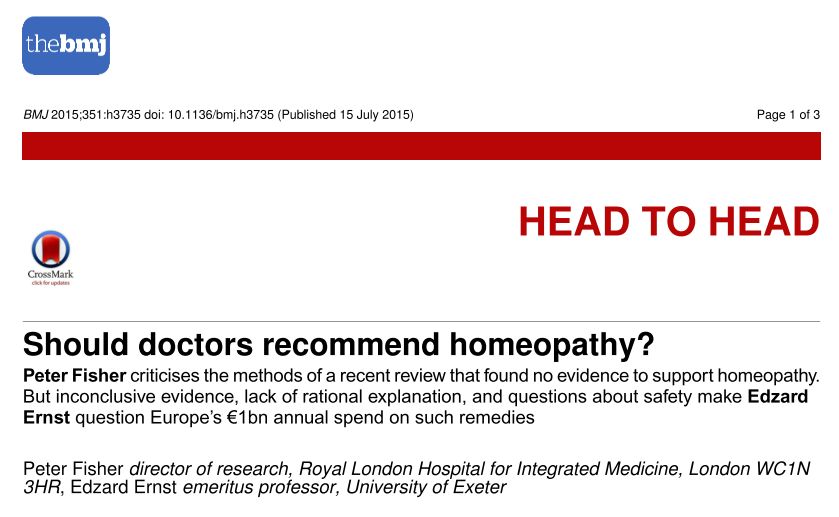 thebmj
BMJ 2015;351:h3735 doi: 10.1136/bmj.h3735 (Published 15 July 2015)
Page 1 of 3
HEAD TO HEAD
CrossMark
click for updates
Should doctors recommend homeopathy?
Peter Fisher criticises the methods of a recent review that found no evidence to support homeopathy.
But inconclusive evidence, lack of rational explanation, and questions about safety make Edzard
Ernst question Europe's €1bn annual spend on such remedies
Peter Fisher director of research, Royal London Hospital for Integrated Medicine, London WC1N
3HR, Edzard Ernst emeritus professor, University of Exeter